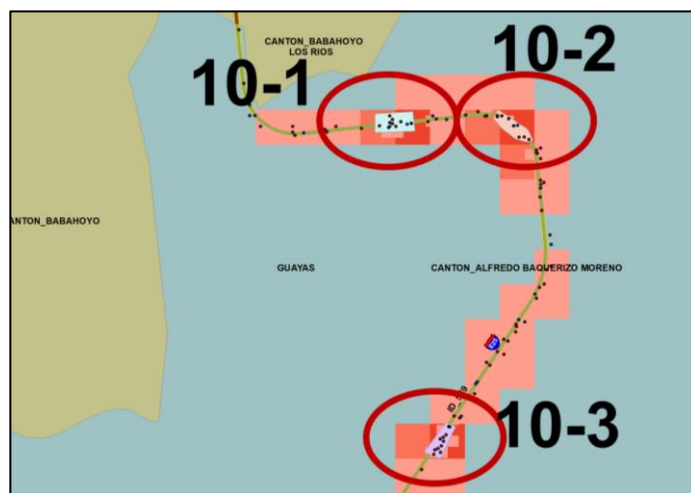 CANTON_BABAHOYO
LOS RIOS
10-1
10-2
ANTON_BABAHOYO
GUAYAS
CANTON_ALFREDO BAQUERIZO MORENO
10-3